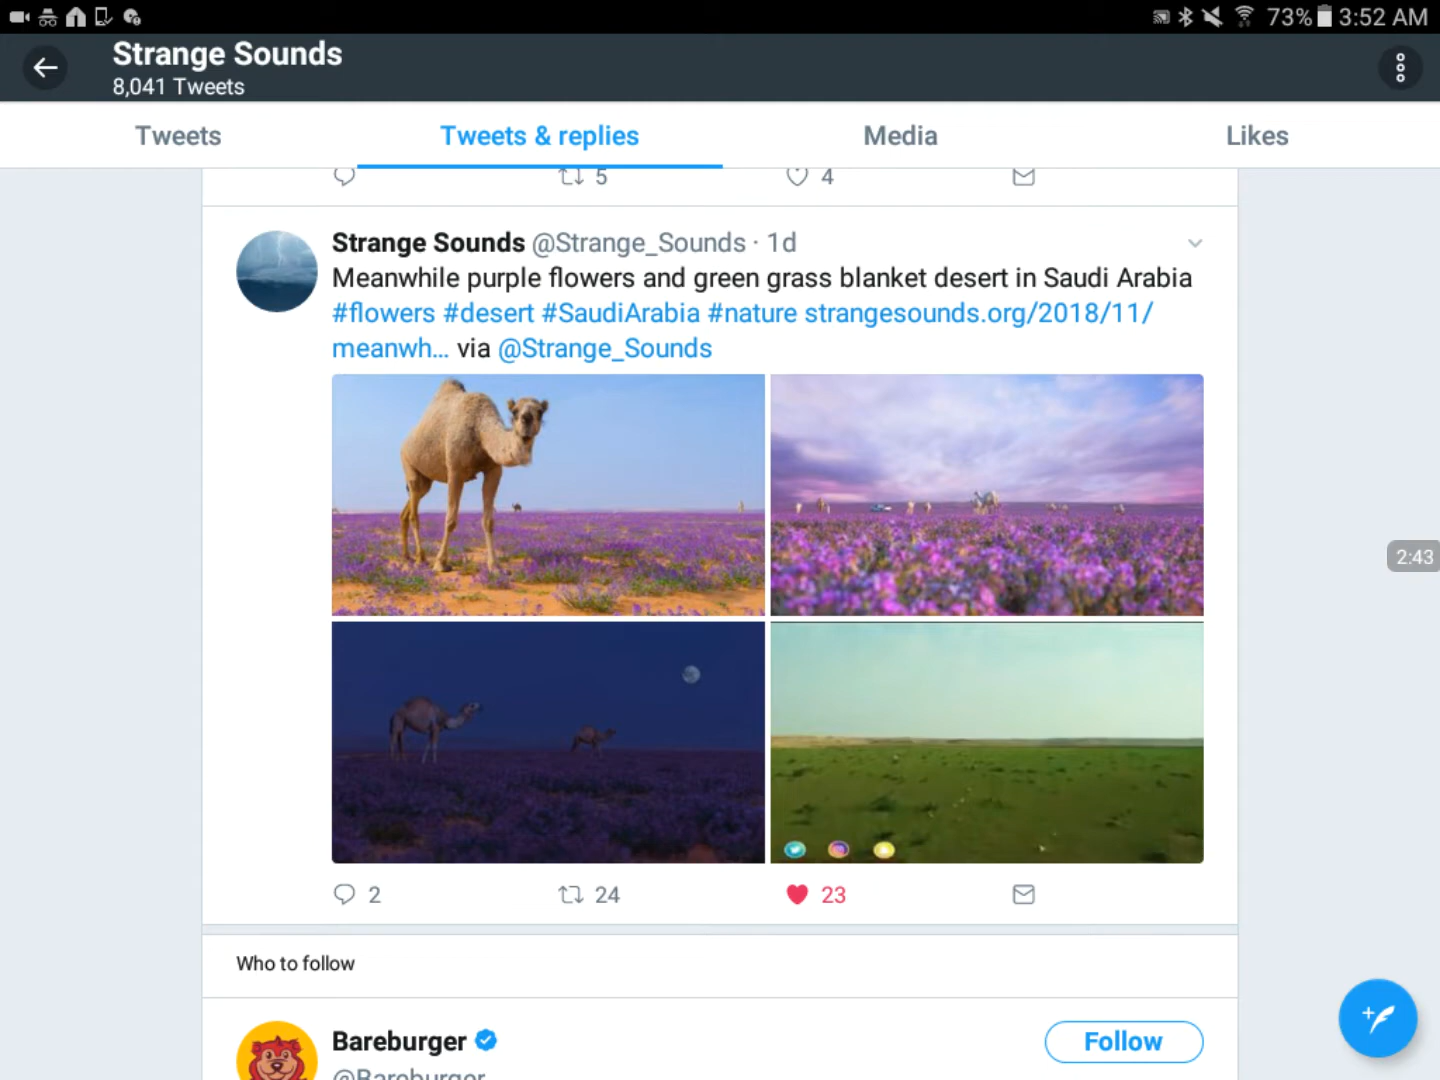 73% 3:52 AM
Strange Sounds
8,041 Tweets
Tweets
Tweets & replies
Media
Likes
5
4
Strange Sounds @Strange_Sounds · 1d
Meanwhile purple flowers and green grass blanket desert in Saudi Arabia
#flowers #desert #SaudiArabia #nature strangesounds.org/2018/11/
meanwh... via @Strange_Sounds
2:43
2
24
23
Who to follow
Bareburger
Follow
@Bareburger